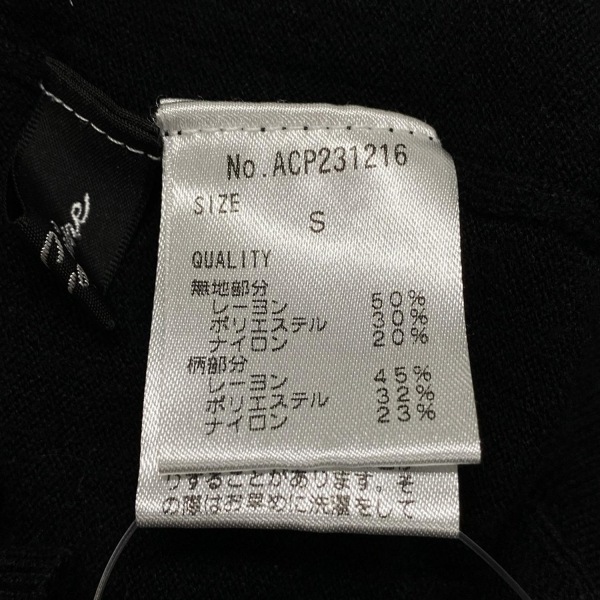 No.ACP231216
SIZE
S
QUALITY
無地部分
レーヨン 50%
ポリエステル 30%
ナイロン 20%
柄部分
レーヨン 45%
ポリエステル 32%
ナイロン 23%
りすることがあります。そ
の際はお早めに洗濯をして